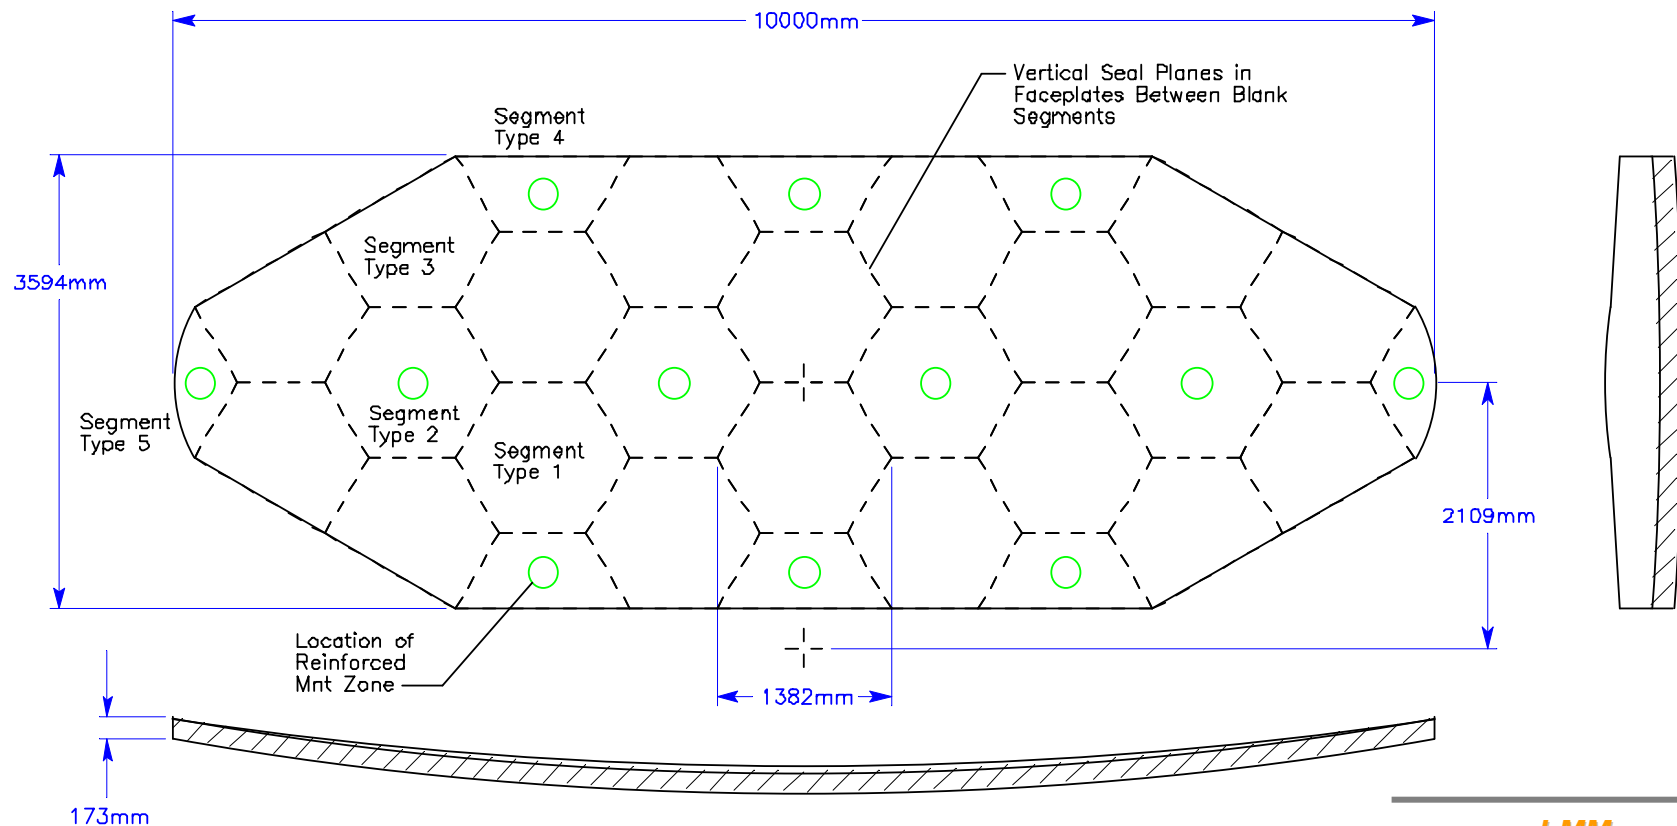 10000mm
Vertical Seal Planes in
Faceplates Between Blank
Segments
Segment
Type 4
Segment
Type 3
3594mm
Segment
Type 2
Segment
Type 5
Segment
Type 1
2109mm
Location of
Reinforced
Mnt Zone
1382mm
173mm